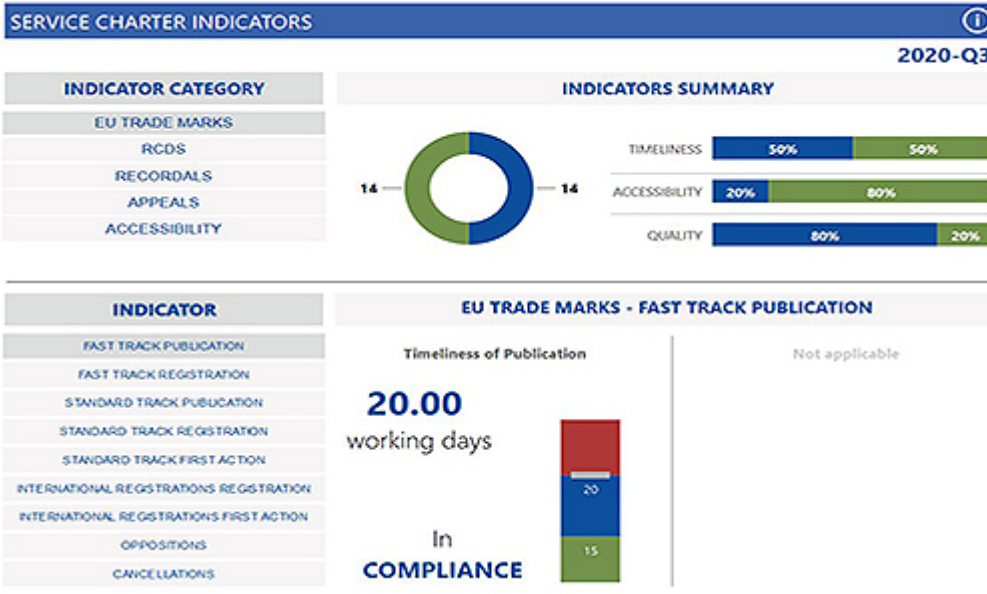 SERVICE CHARTER INDICATORS
2020-Q3
INDICATOR CATEGORY
EU TRADE MARKS
RCDS
RECORDALS
APPEALS
ACCESSIBILITY
INDICATORS SUMMARY
14
14
TIMELINESS 50% 50%
ACCESSIBILITY 20% 80%
QUALITY 80% 20%
INDICATOR
FAST TRACK PUBLICATION
FAST TRACK REGISTRATION
STANDARD TRACK PUBLICATION
STANDARD TRACK REGISTRATION
STANDARD TRACK FIRST ACTION
INTERNATIONAL REGISTRATIONS REGISTRATION
INTERNATIONAL REGISTRATIONS FIRST ACTION
OPPOSITIONS
CANCELLATIONS
EU TRADE MARKS - FAST TRACK PUBLICATION
Timeliness of Publication
20.00
working days
In
COMPLIANCE
20
15
Not applicable